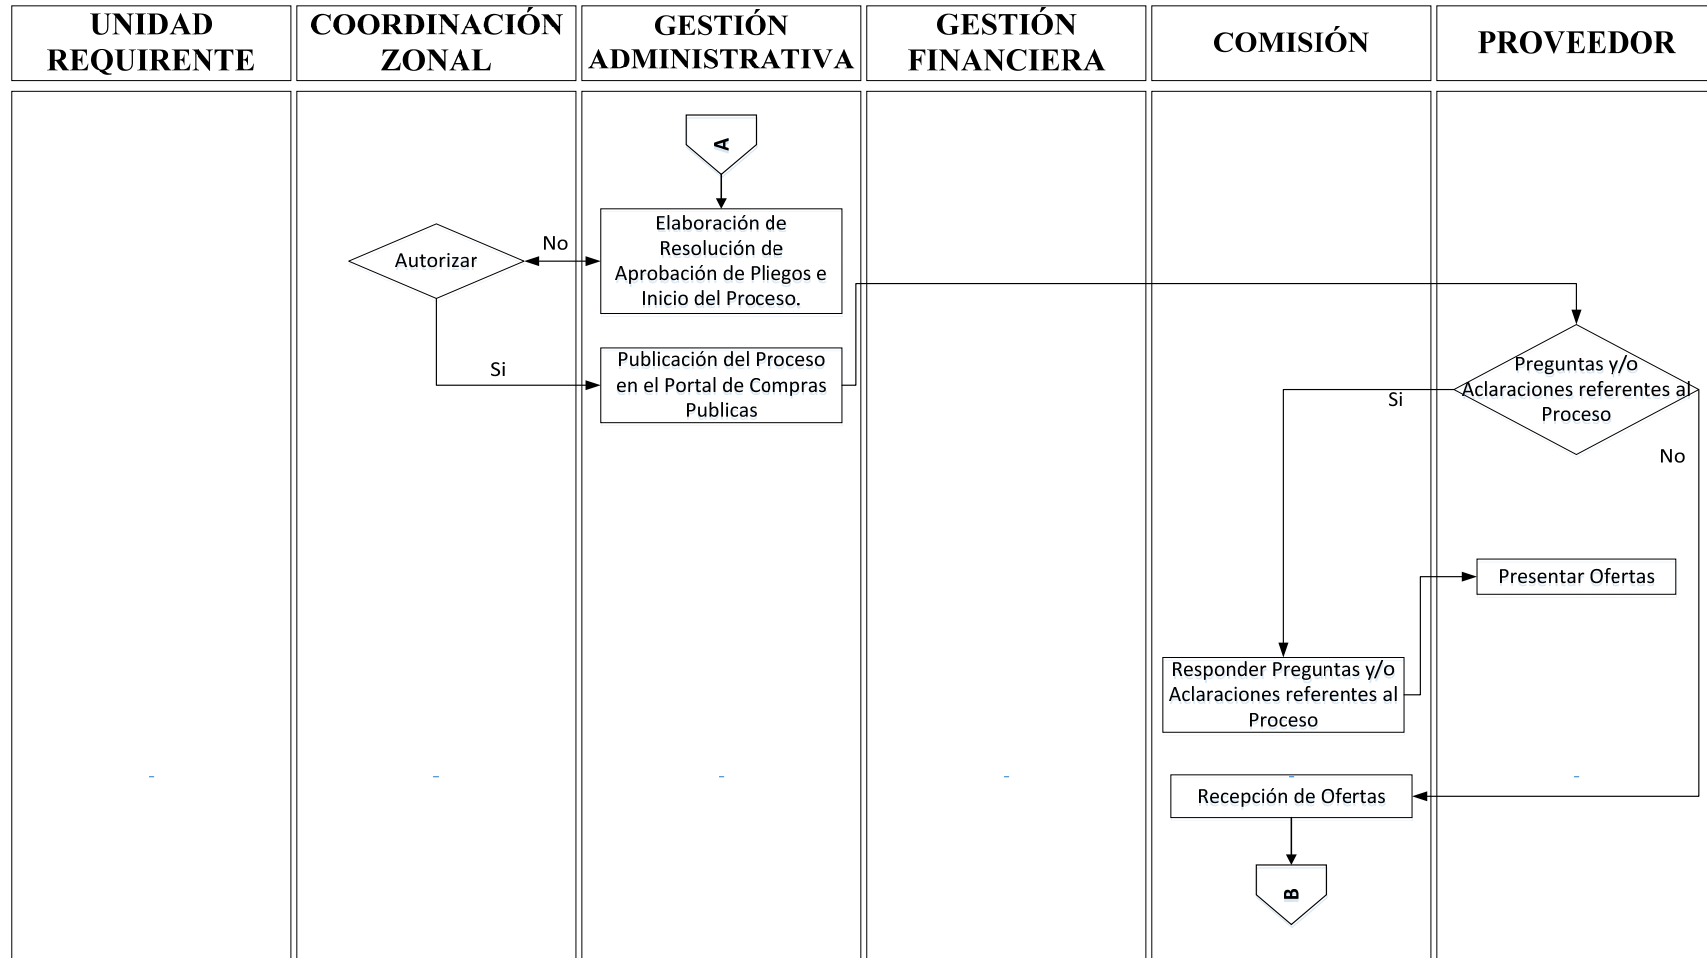 UNIDAD
REQUIRENTE
COORDINACIÓN
ZONAL
GESTIÓN
ADMINISTRATIVA
GESTIÓN
FINANCIERA
COMISIÓN
PROVEEDOR
A
Elaboración de
Resolución de
Aprobación de Pliegos e
Inicio del Proceso.
No
Autorizar
Si
Publicación del Proceso
en el Portal de Compras
Publicas
Preguntas y/o
Aclaraciones referentes al
Proceso
Si
No
Presentar Ofertas
Responder Preguntas y/o
Aclaraciones referentes al
Proceso
Recepción de Ofertas
B